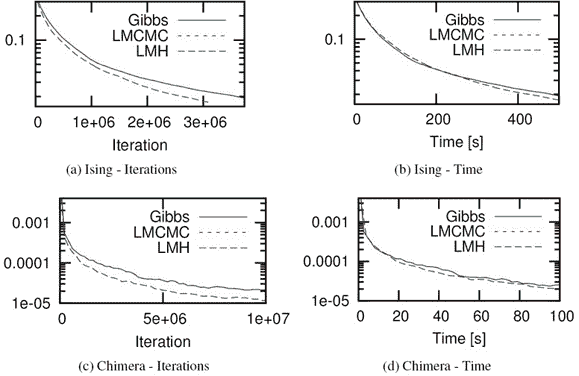 Gibbs
LMCMC
LMH
0.1
0 1e+06 2e+06 3e+06
Iteration
(a) Ising - Iterations
Gibbs
LMCMC
LMH
0.1
0 200 400
Time [s]
(b) Ising - Time
Gibbs
LMCMC
LMH
0.001
0.0001
1e-05
0 5e+06 1e+07
Iteration
(c) Chimera - Iterations
Gibbs
LMCMC
LMH
0.001
0.0001
1e-05
0 20 40 60 80 100
Time [s]
(d) Chimera - Time